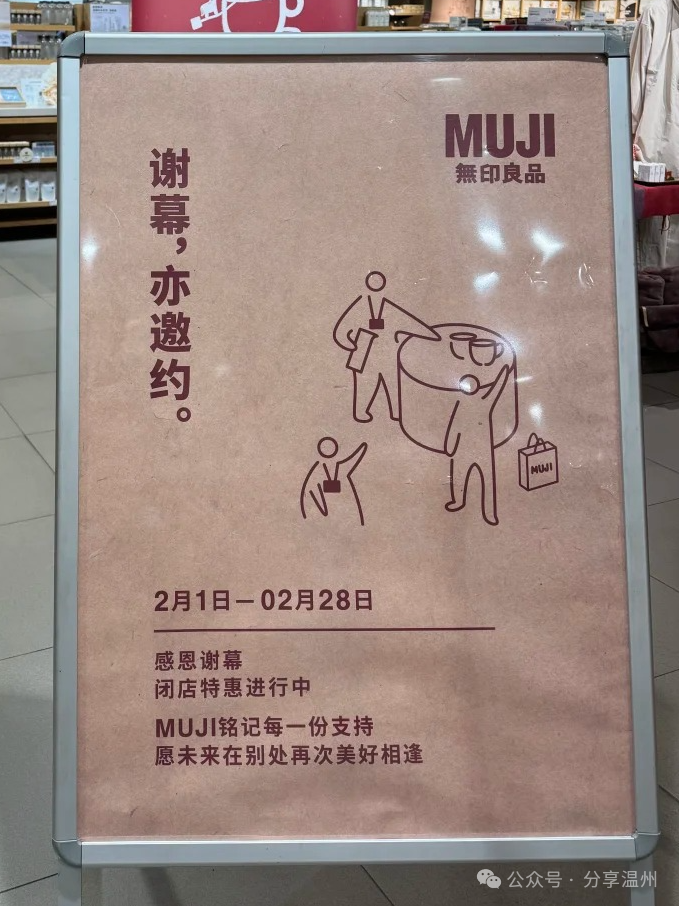 MUJI
無印良品
谢幕，亦邀约。
MUJI
2月1日—02月28日
感恩谢幕
闭店特惠进行中
MUJI铭记每一份支持
愿未来在别处再次美好相逢
公众号·分享温州